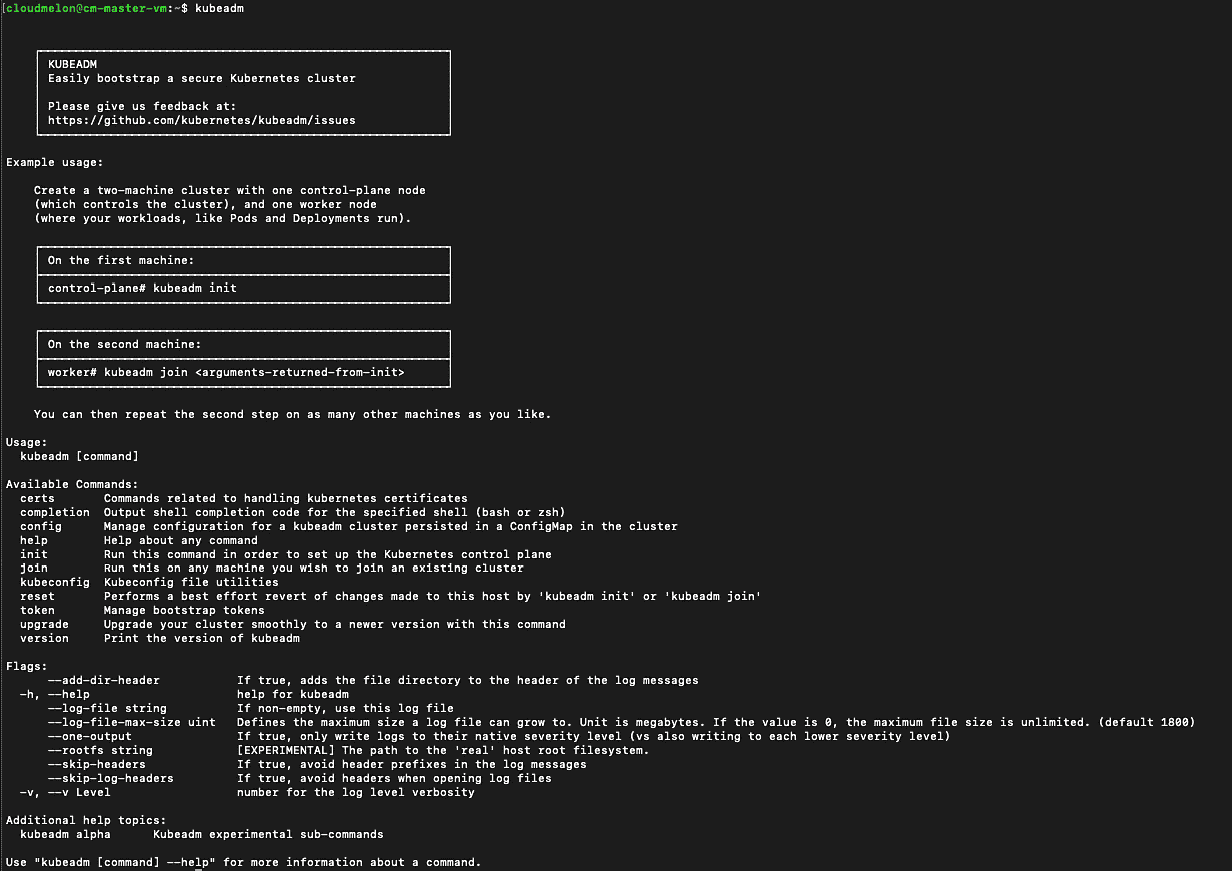 [cloudmelon@cm-master-vm:~$ kubeadm
KUBEADM
Easily bootstrap a secure Kubernetes cluster
Please give us feedback at:
https://github.com/kubernetes/kubeadm/issues
Example usage:
Create a two-machine cluster with one control-plane node
(which controls the cluster), and one worker node
(where your workloads, like Pods and Deployments run).
On the first machine:
control-plane# kubeadm init
On the second machine:
worker# kubeadm join <arguments-returned-from-init>
You can then repeat the second step on as many other machines as you like.
Usage:
kubeadm [command]
Available Commands:
certs Commands related to handling kubernetes certificates
completion Output shell completion code for the specified shell (bash or zsh)
config Manage configuration for a kubeadm cluster persisted in a ConfigMap in the cluster
help Help about any command
init Run this command in order to set up the Kubernetes control plane
join Run this on any machine you wish to join an existing cluster
kubeconfig Kubeconfig file utilities
reset Performs a best effort revert of changes made to this host by 'kubeadm init' or 'kubeadm join'
token Manage bootstrap tokens
upgrade Upgrade your cluster smoothly to a newer version with this command
version Print the version of kubeadm
Flags:
--add-dir-header If true, adds the file directory to the header of the log messages
-h, --help help for kubeadm
--log-file string If non-empty, use this log file
--log-file-max-size uint Defines the maximum size a log file can grow to. Unit is megabytes. If the value is 0, the maximum file size is unlimited. (default 1800)
--one-output If true, only write logs to their native severity level (vs also writing to each lower severity level)
--rootfs string [EXPERIMENTAL] The path to the 'real' host root filesystem.
--skip-headers If true, avoid header prefixes in the log messages
--skip-log-headers If true, avoid headers when opening log files
-v, --v Level number for the log level verbosity
Additional help topics:
kubeadm alpha Kubeadm experimental sub-commands
Use "kubeadm [command] --help" for more information about a command.